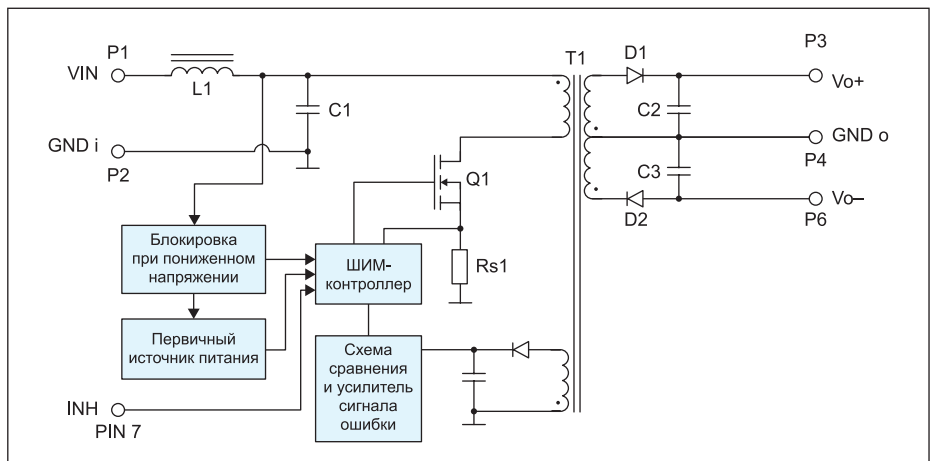 P1
VIN
L1
C1
GND i
P2
T1
D1
P3
Vo+
C2
GND o
P4
C3
Vo–
D2
P6
Q1
Rs1
Блокировка
при пониженном
напряжении
ШИМ-
контроллер
Первичный
источник питания
Схема
сравнения
и усилитель
сигнала
ошибки
INH
PIN 7